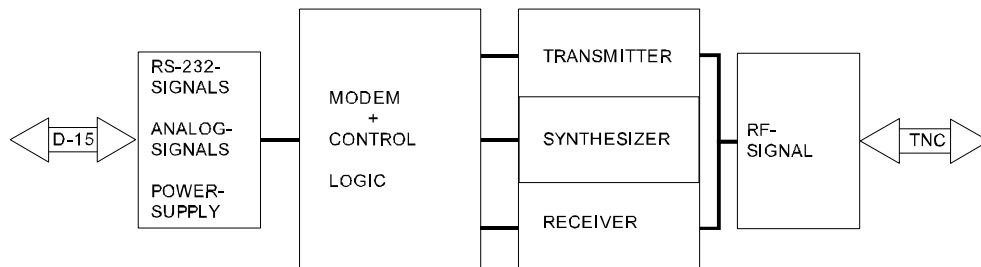 D-15
RS-232-
SIGNALS
ANALOG-
SIGNALS
POWER-
SUPPLY
MODEM
+
CONTROL
LOGIC
TRANSMITTER
SYNTHESIZER
RECEIVER
RF-
SIGNAL
TNC